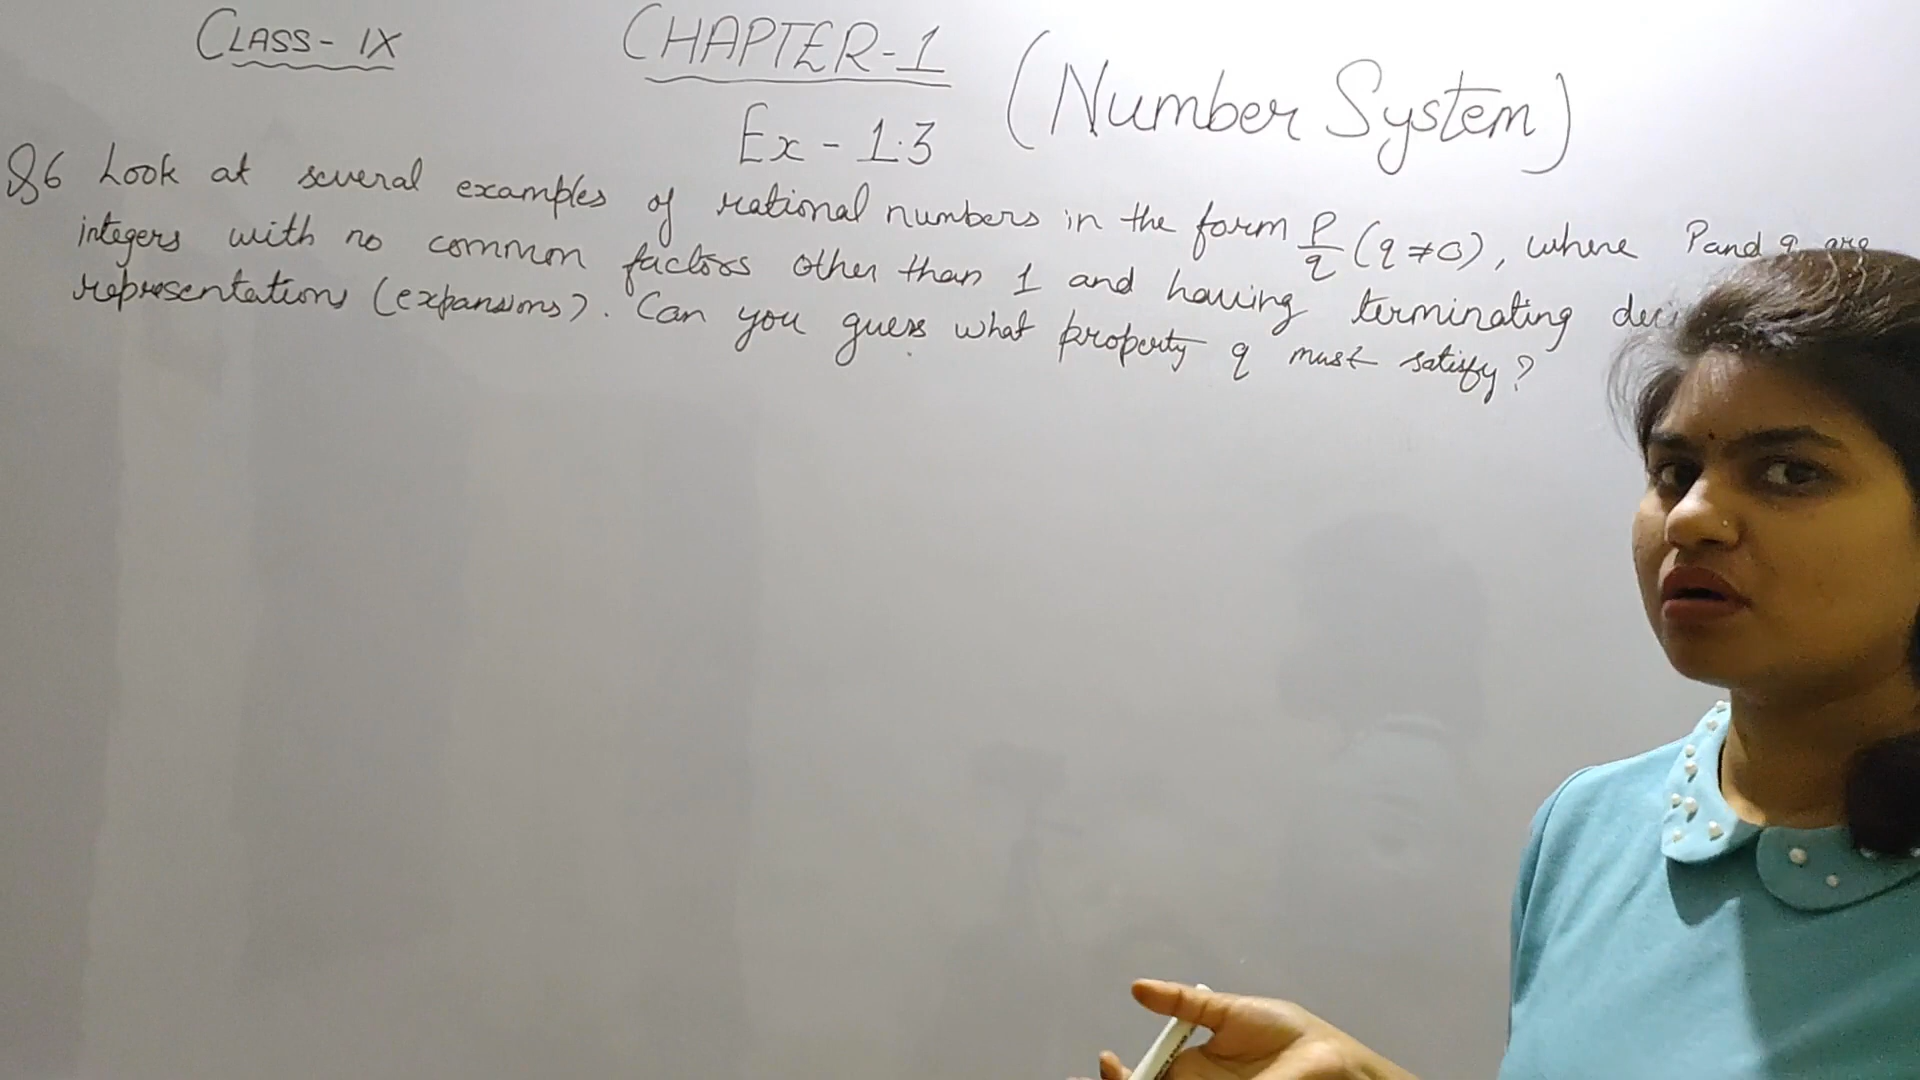 CLASS - IX
CHAPTER-1 (Number System)
Ex - 1.3
Q6 Look at several examples of rational numbers in the form p/q (q≠0), where P and q are
integers with no common factors other than 1 and having terminating deci
representations (expansions). Can you guess what property q must satisfy?